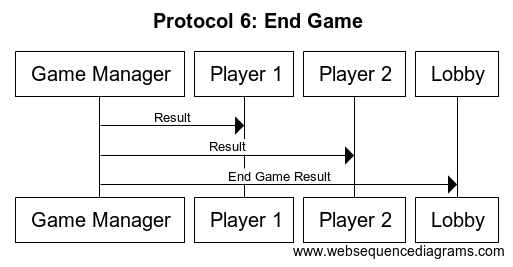 Protocol 6: End Game
Game Manager Player 1 Player 2 Lobby
Result
Result
End Game Result
Game Manager Player 1 Player 2 Lobby
www.websequencediagrams.com